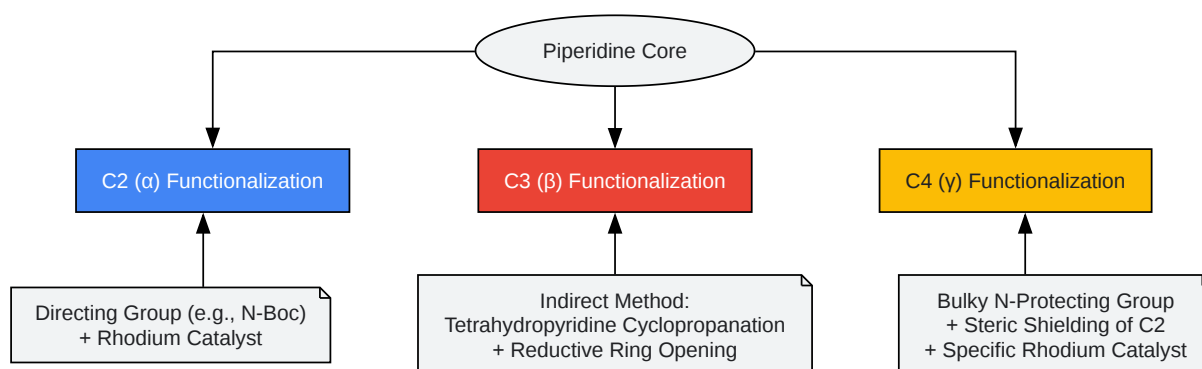 Piperidine Core
C2 (α) Functionalization
C3 (β) Functionalization
C4 (γ) Functionalization
Directing Group (e.g., N-Boc)
+ Rhodium Catalyst
Indirect Method:
Tetrahydropyridine Cyclopropanation
+ Reductive Ring Opening
Bulky N-Protecting Group
+ Steric Shielding of C2
+ Specific Rhodium Catalyst